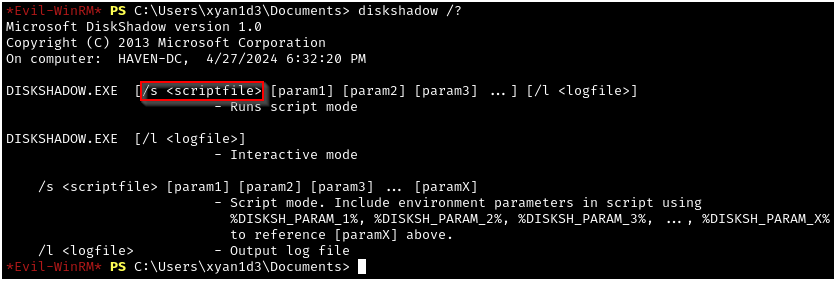 *Evil-WinRM* PS C:\Users\xyan1d3\Documents> diskshadow /?
Microsoft DiskShadow version 1.0
Copyright (C) 2013 Microsoft Corporation
On computer:  HAVEN-DC, 4/27/2024 6:32:20 PM

DISKSHADOW.EXE  [/s <scriptfile> [param1] [param2] [param3] ...] [/l <logfile>]
                          - Runs script mode

DISKSHADOW.EXE  [/l <logfile>]
                          - Interactive mode

    /s <scriptfile> [param1] [param2] [param3] ... [paramX]
                          - Script mode. Include environment parameters in script using
                            %DISKSH_PARAM_1%, %DISKSH_PARAM_2%, %DISKSH_PARAM_3%, ..., %DISKSH_PARAM_X%
                            to reference [paramX] above.
    /l <logfile>          - Output log file
*Evil-WinRM* PS C:\Users\xyan1d3\Documents>